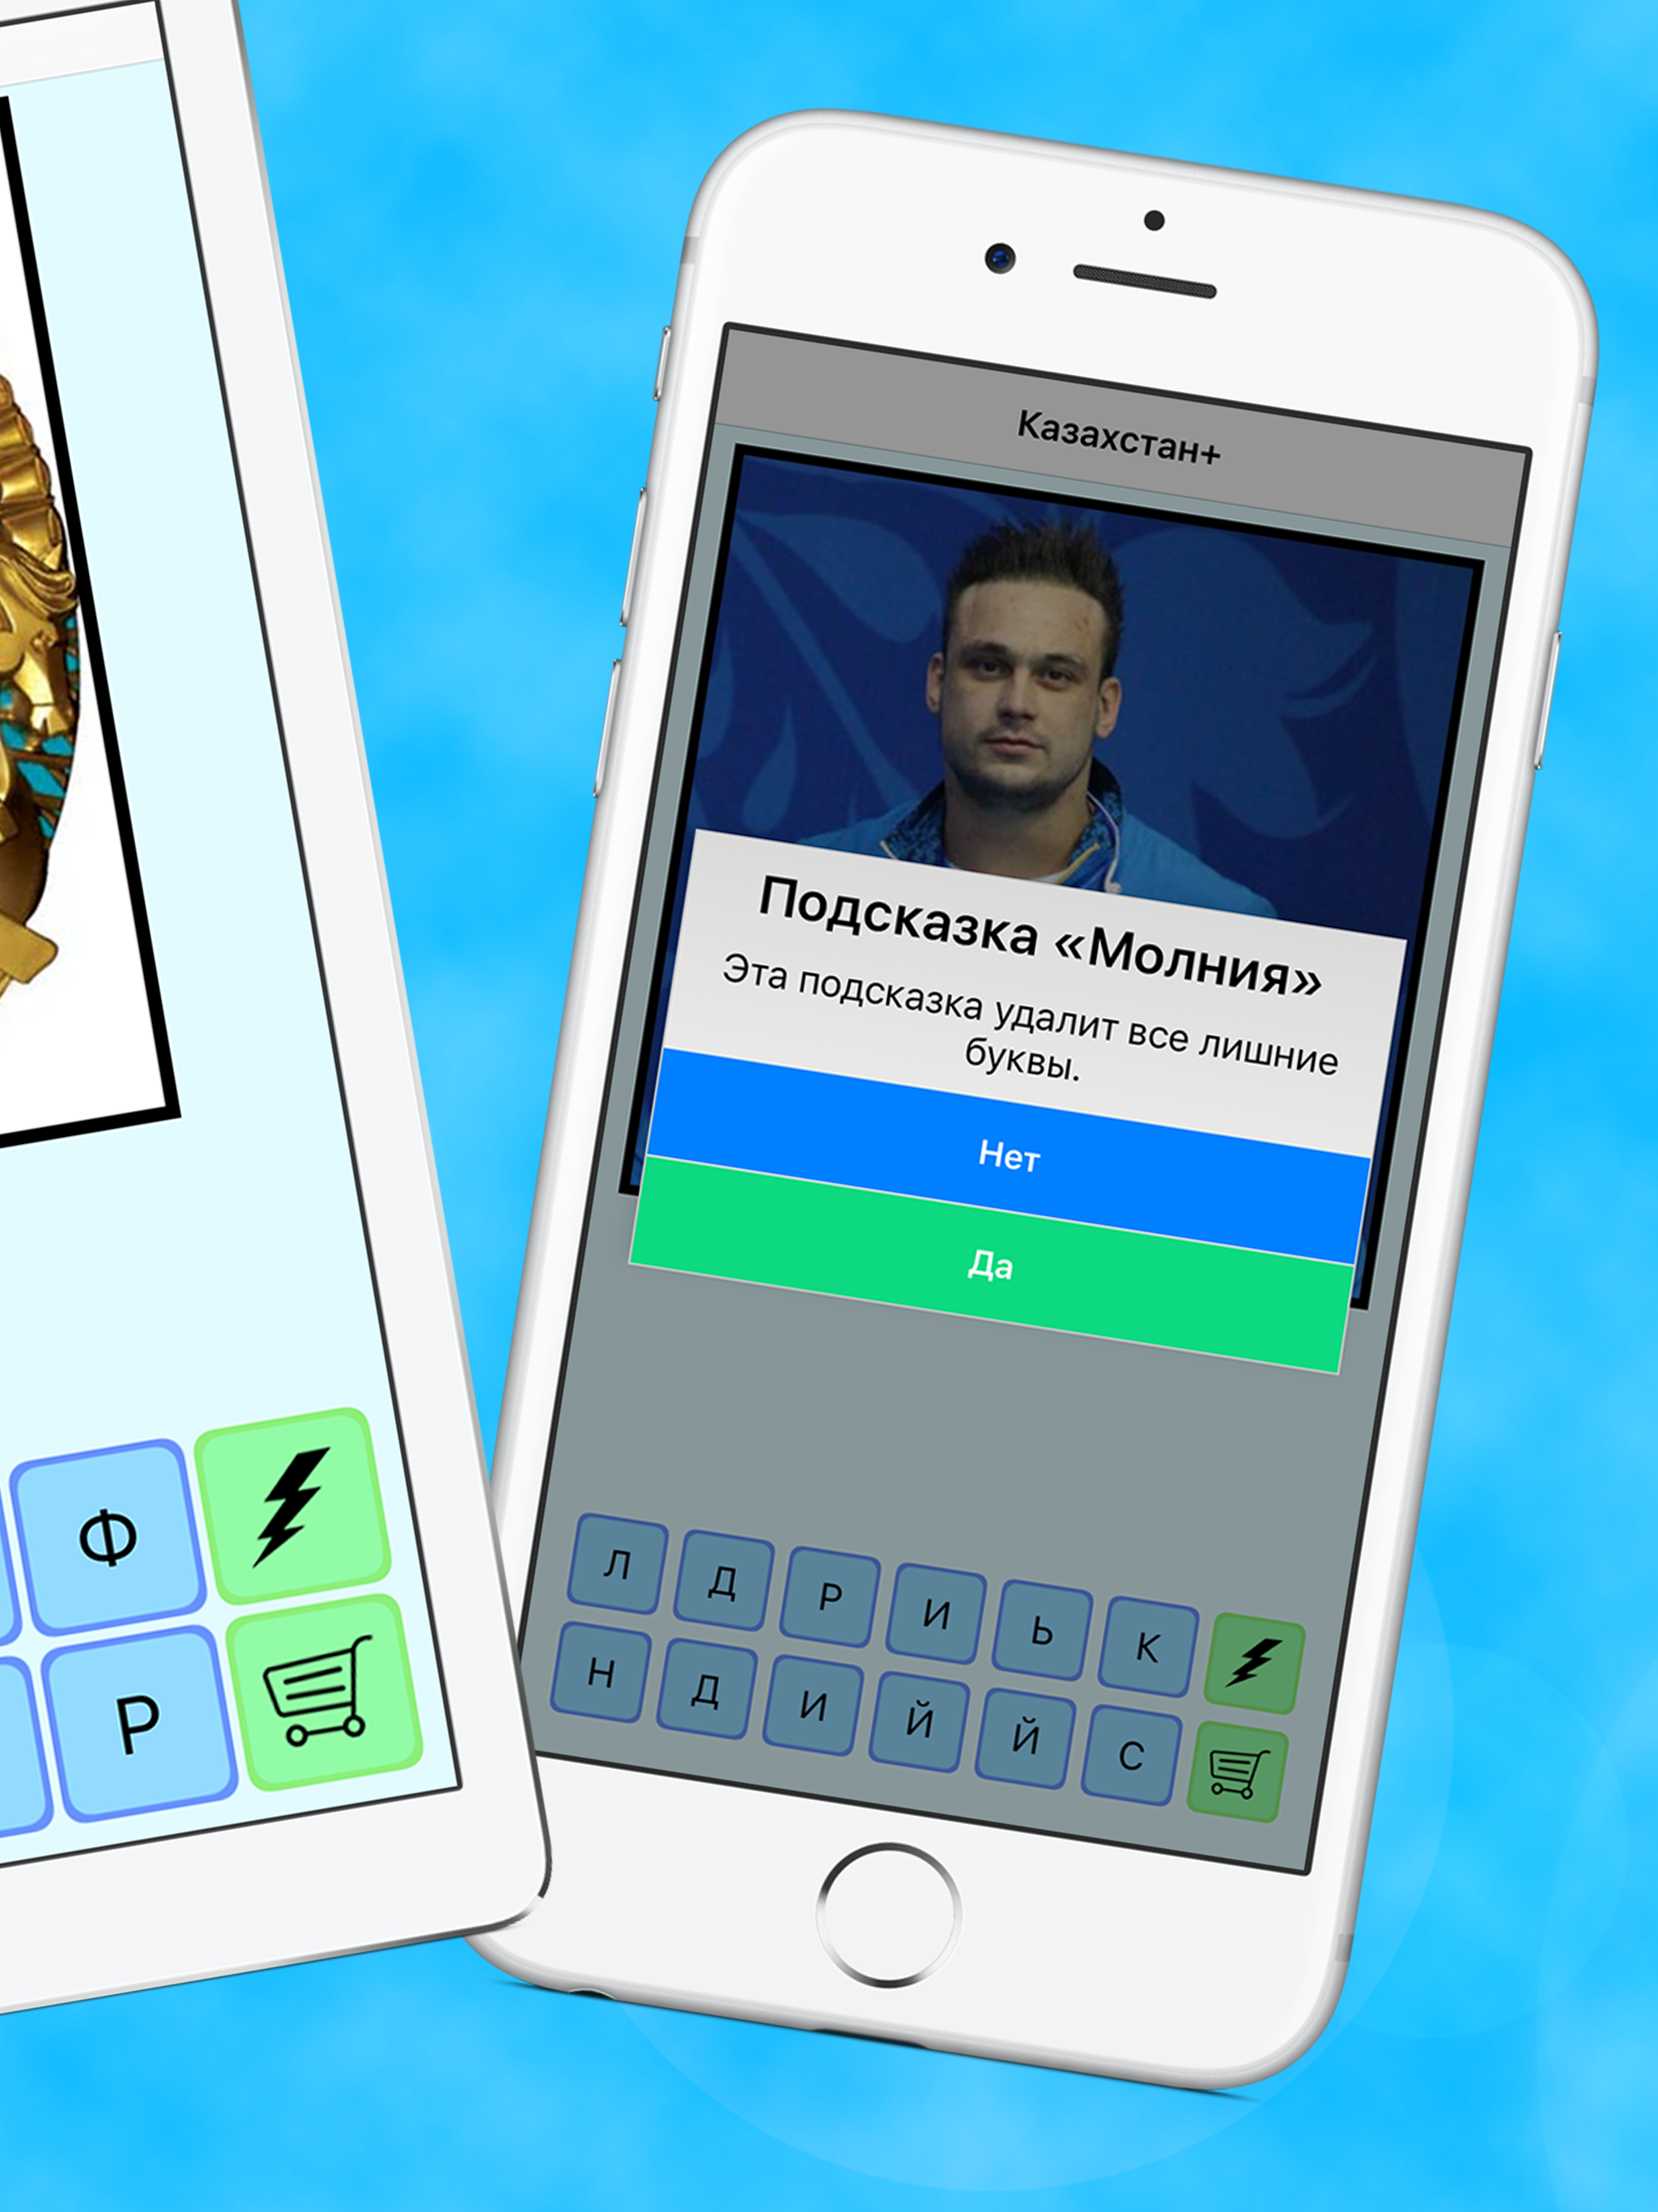 Казахстан+
Подсказка «Молния»
Эта подсказка удалит все лишние
буквы.
Нет
Да
Л Д Р И Ь К
Н Д И Й Й С
Ф
Р